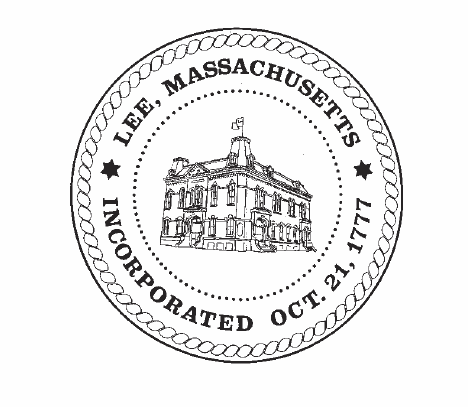 LEE, MASSACHUSETTS
INCORPORATED OCT. 21, 1777